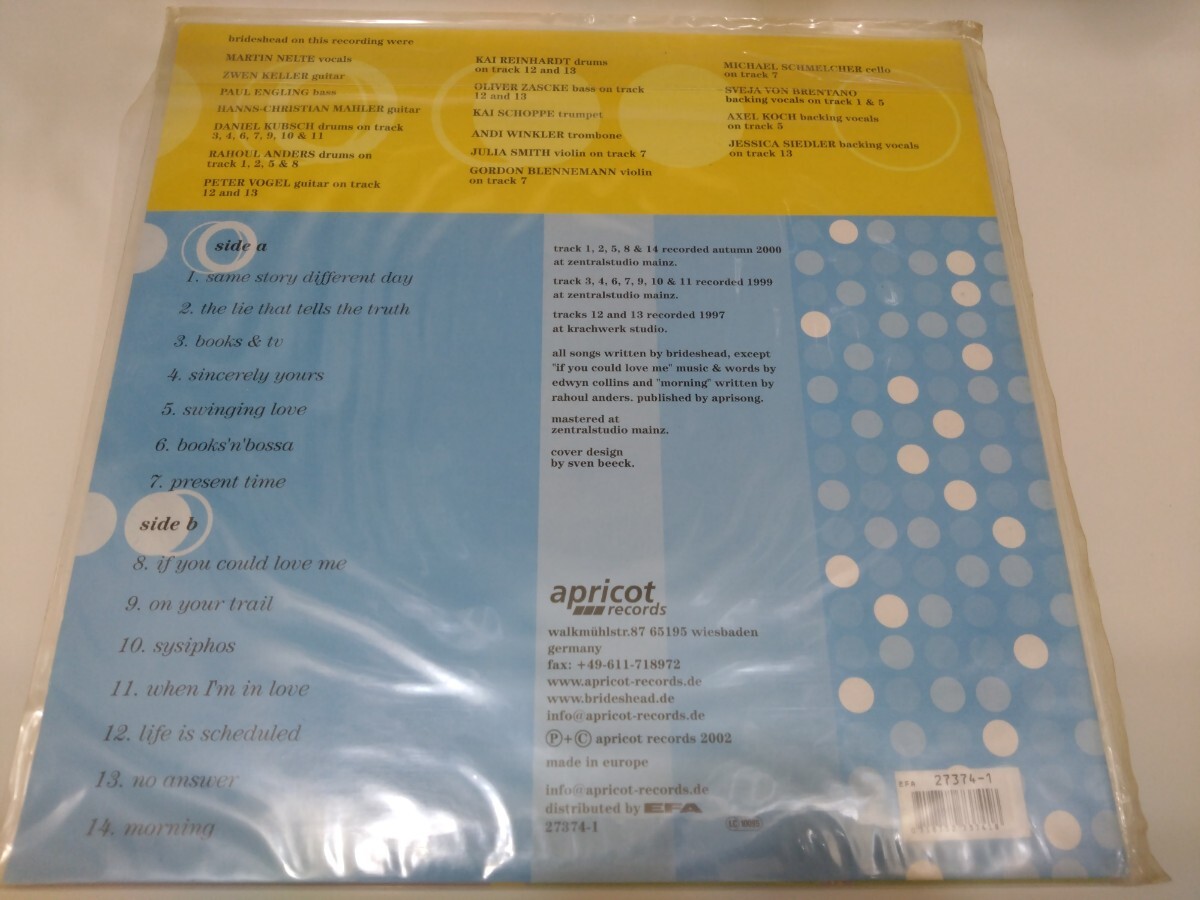 brideshead on this recording were
MARTIN NELTE vocals
ZWEN KELLER guitar
PAUL ENGLING bass
HANNS-CHRISTIAN MAHLER guitar
DANIEL KUBSCH drums on track
3, 4, 6, 7, 9, 10 & 11
RAHOUL ANDERS drums on
track 1, 2, 5 & 8
PETER VOGEL guitar on track
12 and 13
KAI REINHARDT drums
on track 12 and 13
OLIVER ZASCKE bass on track
12 and 13
KAI SCHOPPE trumpet
ANDI WINKLER trombone
JULIA SMITH violin on track 7
GORDON BLENNEMANN violin
on track 7
MICHAEL SCHMELCHER cello
on track 7
SVEJA VON BRENTANO
backing vocals on track 1 & 5
AXEL KOCH backing vocals
on track 5
JESSICA SIEDLER backing vocals
on track 13
side a
1. same story different day
2. the lie that tells the truth
3. books & tv
4. sincerely yours
5. swinging love
6. books'n'bossa
7. present time
side b
8. if you could love me
9. on your trail
10. sysiphos
11. when I'm in love
12. life is scheduled
13. no answer
14. morning
track 1, 2, 5, 8 & 14 recorded autumn 2000
at zentralstudio mainz.
track 3, 4, 6, 7, 9, 10 & 11 recorded 1999
at zentralstudio mainz.
tracks 12 and 13 recorded 1997
at krachwerk studio.
all songs written by brideshead, except
"if you could love me" music & words by
edwyn collins and "morning" written by
rahoul anders. published by aprisong.
mastered at
zentralstudio mainz.
cover design
by sven beeck.
apricot
records
walkmühlstr.87 65195 wiesbaden
germany
fax: +49-611-718972
www.apricot-records.de
www.brideshead.de
info@apricot-records.de
Ⓟ+© apricot records 2002
made in europe
info@apricot-records.de
distributed by EFA
27374-1
LC
EFA 27374-1